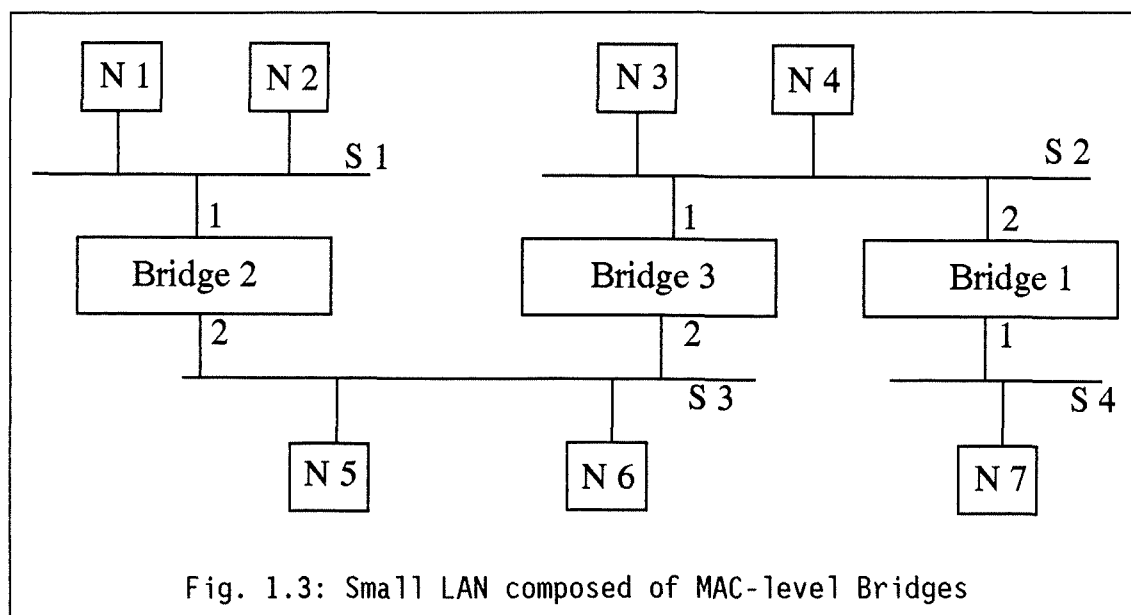 N 1
N 2
N 3
N 4
S 1
S 2
1
1
2
Bridge 2
Bridge 3
Bridge 1
2
2
1
S 3
S 4
N 5
N 6
N 7
Fig. 1.3: Small LAN composed of MAC-level Bridges